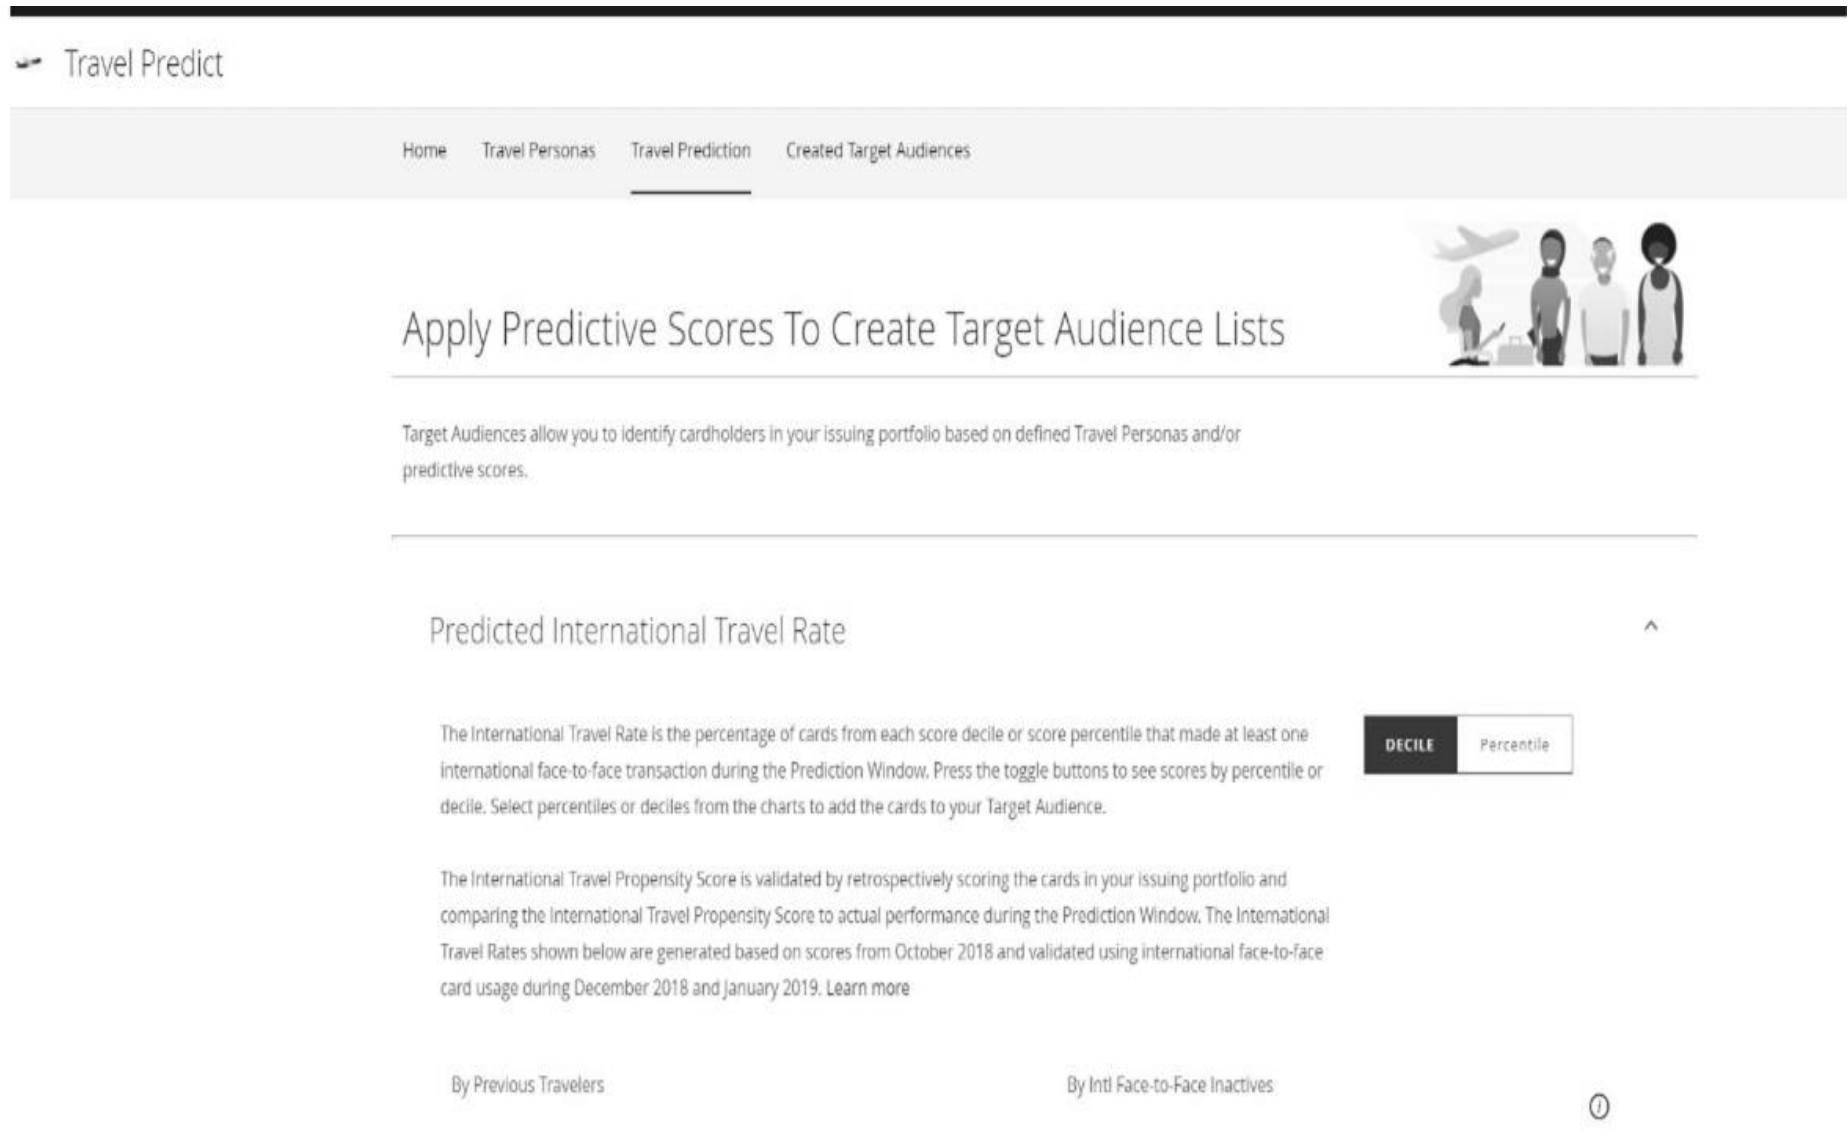 Travel Predict
Home Travel Personas Travel Prediction Created Target Audiences
Apply Predictive Scores To Create Target Audience Lists
Target Audiences allow you to identify cardholders in your issuing portfolio based on defined Travel Personas and/or
predictive scores.
Predicted International Travel Rate
The International Travel Rate is the percentage of cards from each score decile or score percentile that made at least one
international face-to-face transaction during the Prediction Window. Press the toggle buttons to see scores by percentile or
decile. Select percentiles or deciles from the charts to add the cards to your Target Audience.
DECILE Percentile
The International Travel Propensity Score is validated by retrospectively scoring the cards in your issuing portfolio and
comparing the International Travel Propensity Score to actual performance during the Prediction Window. The International
Travel Rates shown below are generated based on scores from October 2018 and validated using international face-to-face
card usage during December 2018 and January 2019. Learn more
By Previous Travelers By Intl Face-to-Face Inactives
i